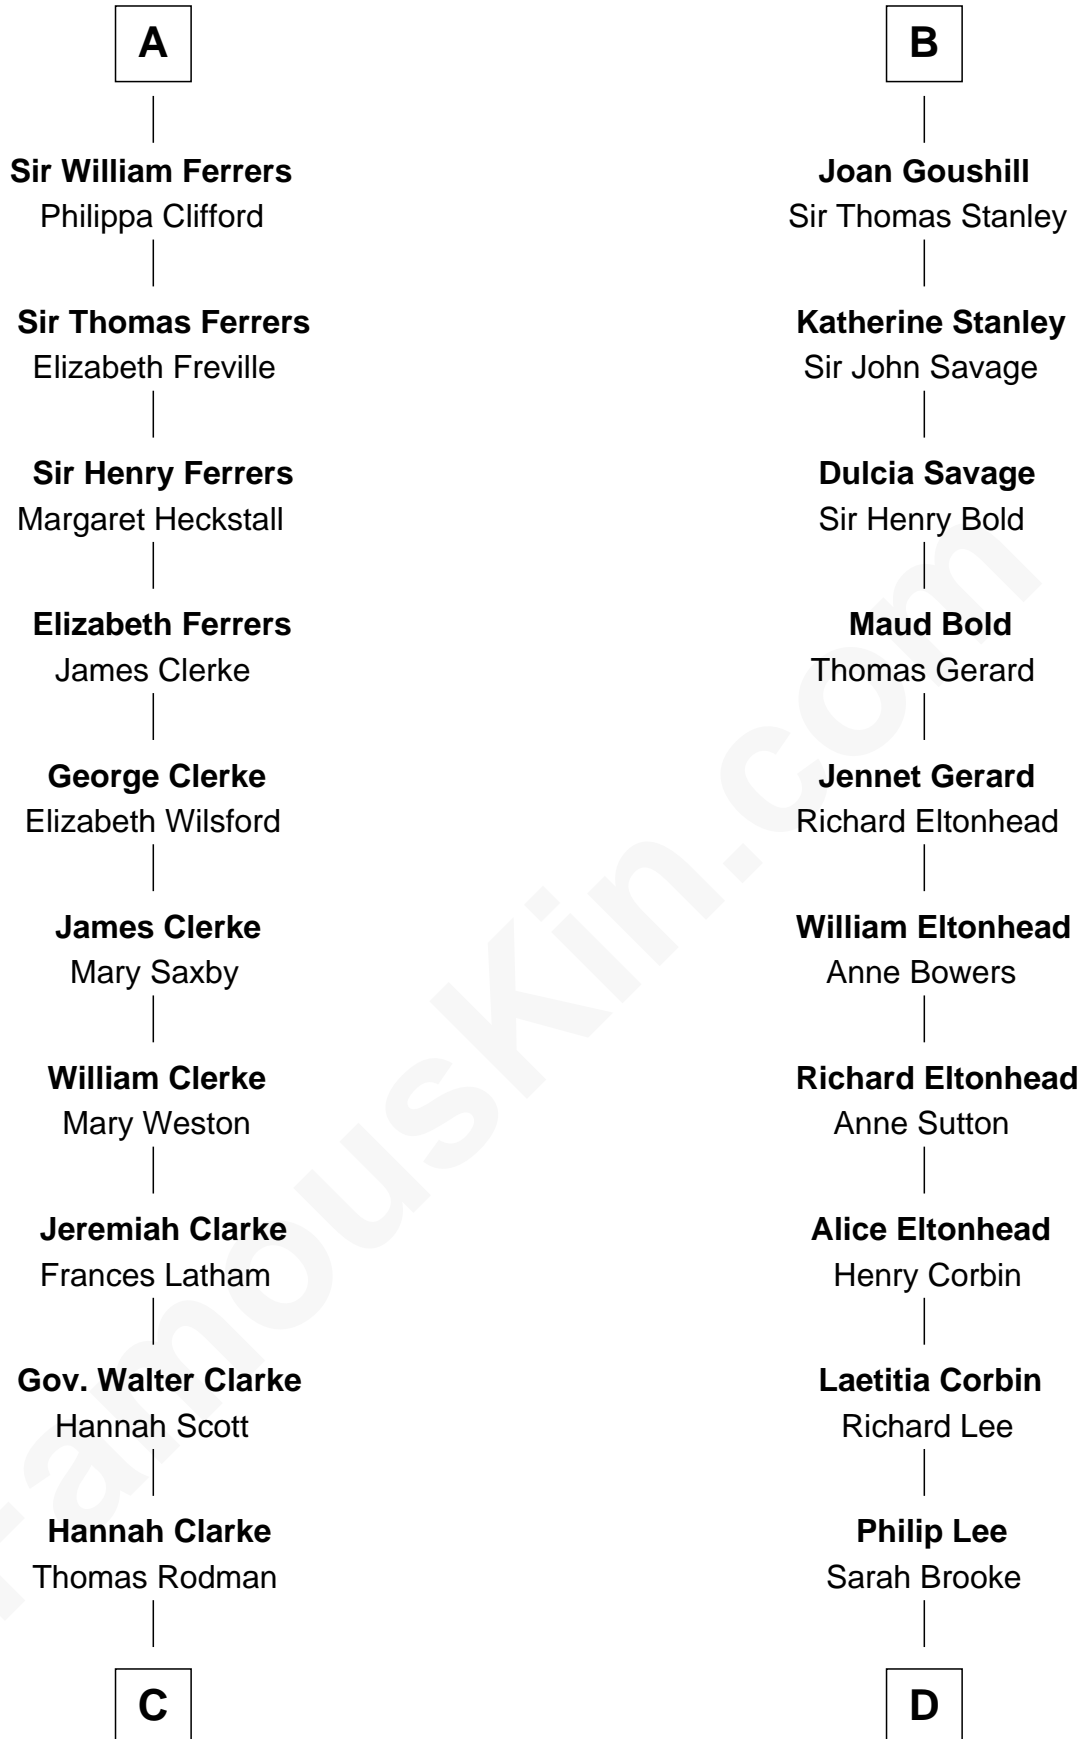 A
Sir William Ferrers
Philippa Clifford
Sir Thomas Ferrers
Elizabeth Freville
Sir Henry Ferrers
Margaret Heckstall
Elizabeth Ferrers
James Clerke
George Clerke
Elizabeth Wilsford
James Clerke
Mary Saxby
William Clerke
Mary Weston
Jeremiah Clarke
Frances Latham
Gov. Walter Clarke
Hannah Scott
Hannah Clarke
Thomas Rodman
C
B
Joan Goushill
Sir Thomas Stanley
Katherine Stanley
Sir John Savage
Dulcia Savage
Sir Henry Bold
Maud Bold
Thomas Gerard
Jennet Gerard
Richard Eltonhead
William Eltonhead
Anne Bowers
Richard Eltonhead
Anne Sutton
Alice Eltonhead
Henry Corbin
Laetitia Corbin
Richard Lee
Philip Lee
Sarah Brooke
D
FamousKin.com